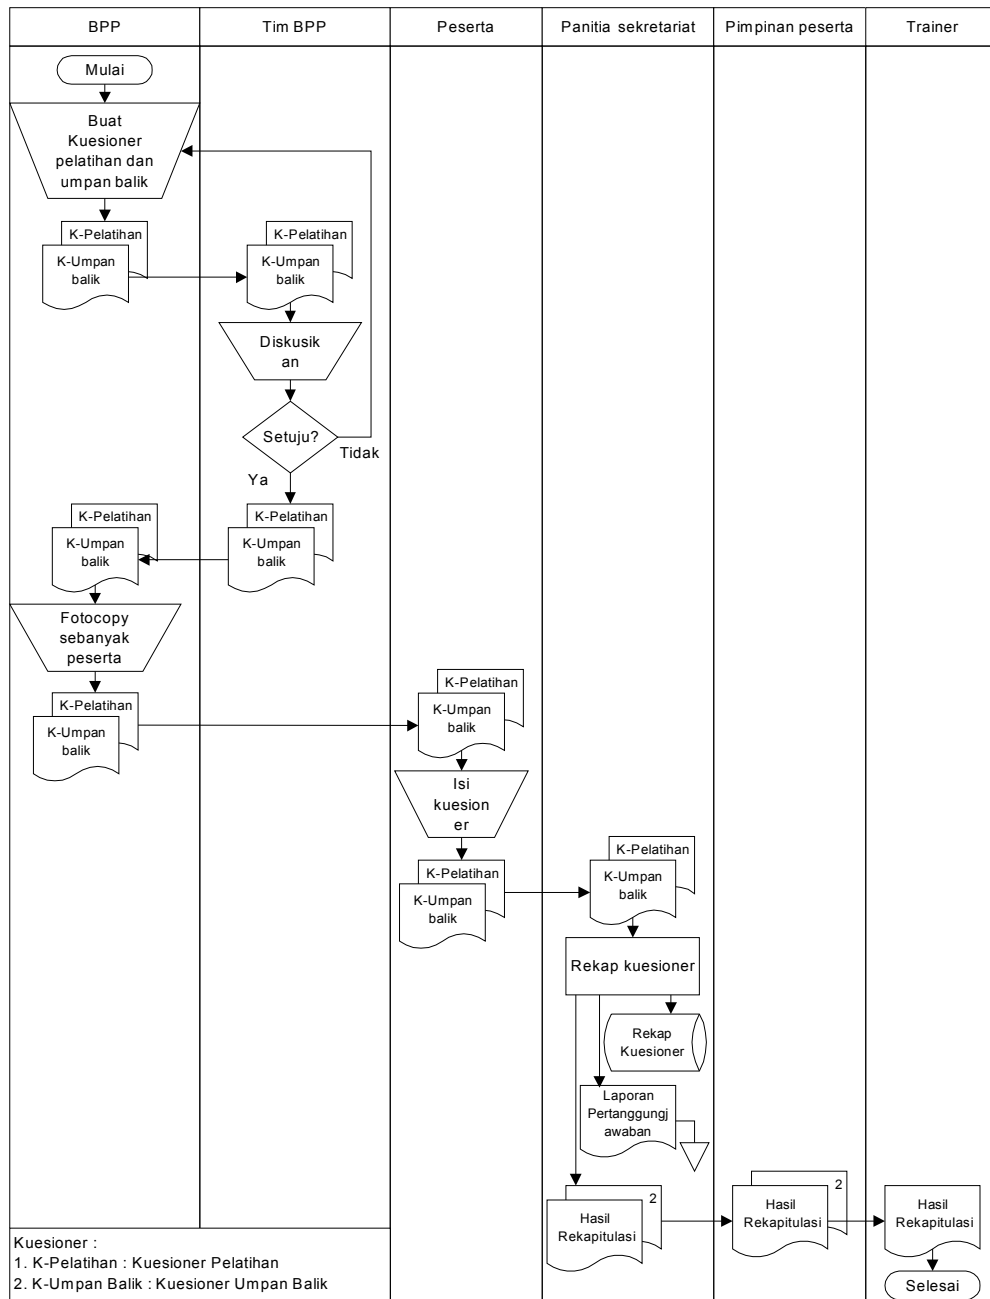 BPP
Tim BPP
Peserta
Panitia sekretariat
Pimpinan peserta
Trainer
Mulai
Buat
Kuesioner
pelatihan dan
umpan balik
K-Pelatihan
K-Umpan
balik
K-Pelatihan
K-Umpan
balik
Diskusik
an
Setuju?
Tidak
Ya
K-Pelatihan
K-Umpan
balik
K-Pelatihan
K-Umpan
balik
Fotocopy
sebanyak
peserta
K-Pelatihan
K-Umpan
balik
K-Pelatihan
K-Umpan
balik
Isi
kuesion
er
K-Pelatihan
K-Umpan
balik
K-Pelatihan
K-Umpan
balik
Rekap kuesioner
Rekap
Kuesioner
Laporan
Pertanggungj
awaban
2
Hasil
Rekapitulasi
2
Hasil
Rekapitulasi
Hasil
Rekapitulasi
Selesai
Kuesioner :
1. K-Pelatihan : Kuesioner Pelatihan
2. K-Umpan Balik : Kuesioner Umpan Balik